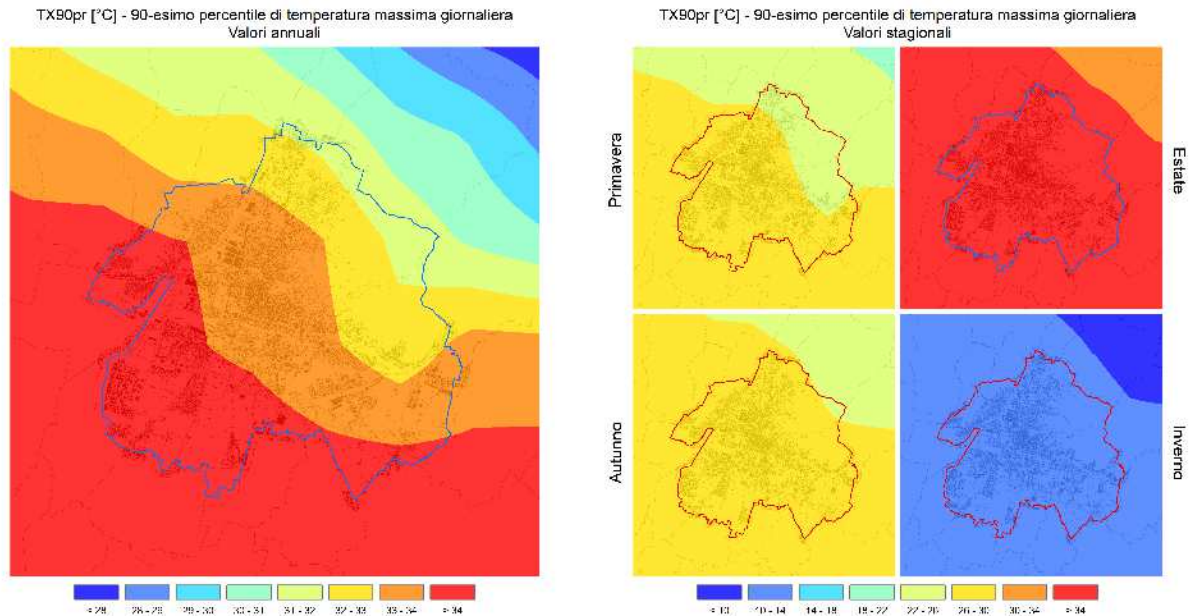 TX90pr [°C] - 90-esimo percentile di temperatura massima giornaliera
Valori annuali
< 28 28 - 29 29 - 30 30 - 31 31 - 32 32 - 33 33 - 34 > 34
TX90pr [°C] - 90-esimo percentile di temperatura massima giornaliera
Valori stagionali
Primavera
Estate
Autunno
Inverno
< 10 10 - 14 14 - 18 18 - 22 22 - 26 26 - 30 30 - 34 > 34